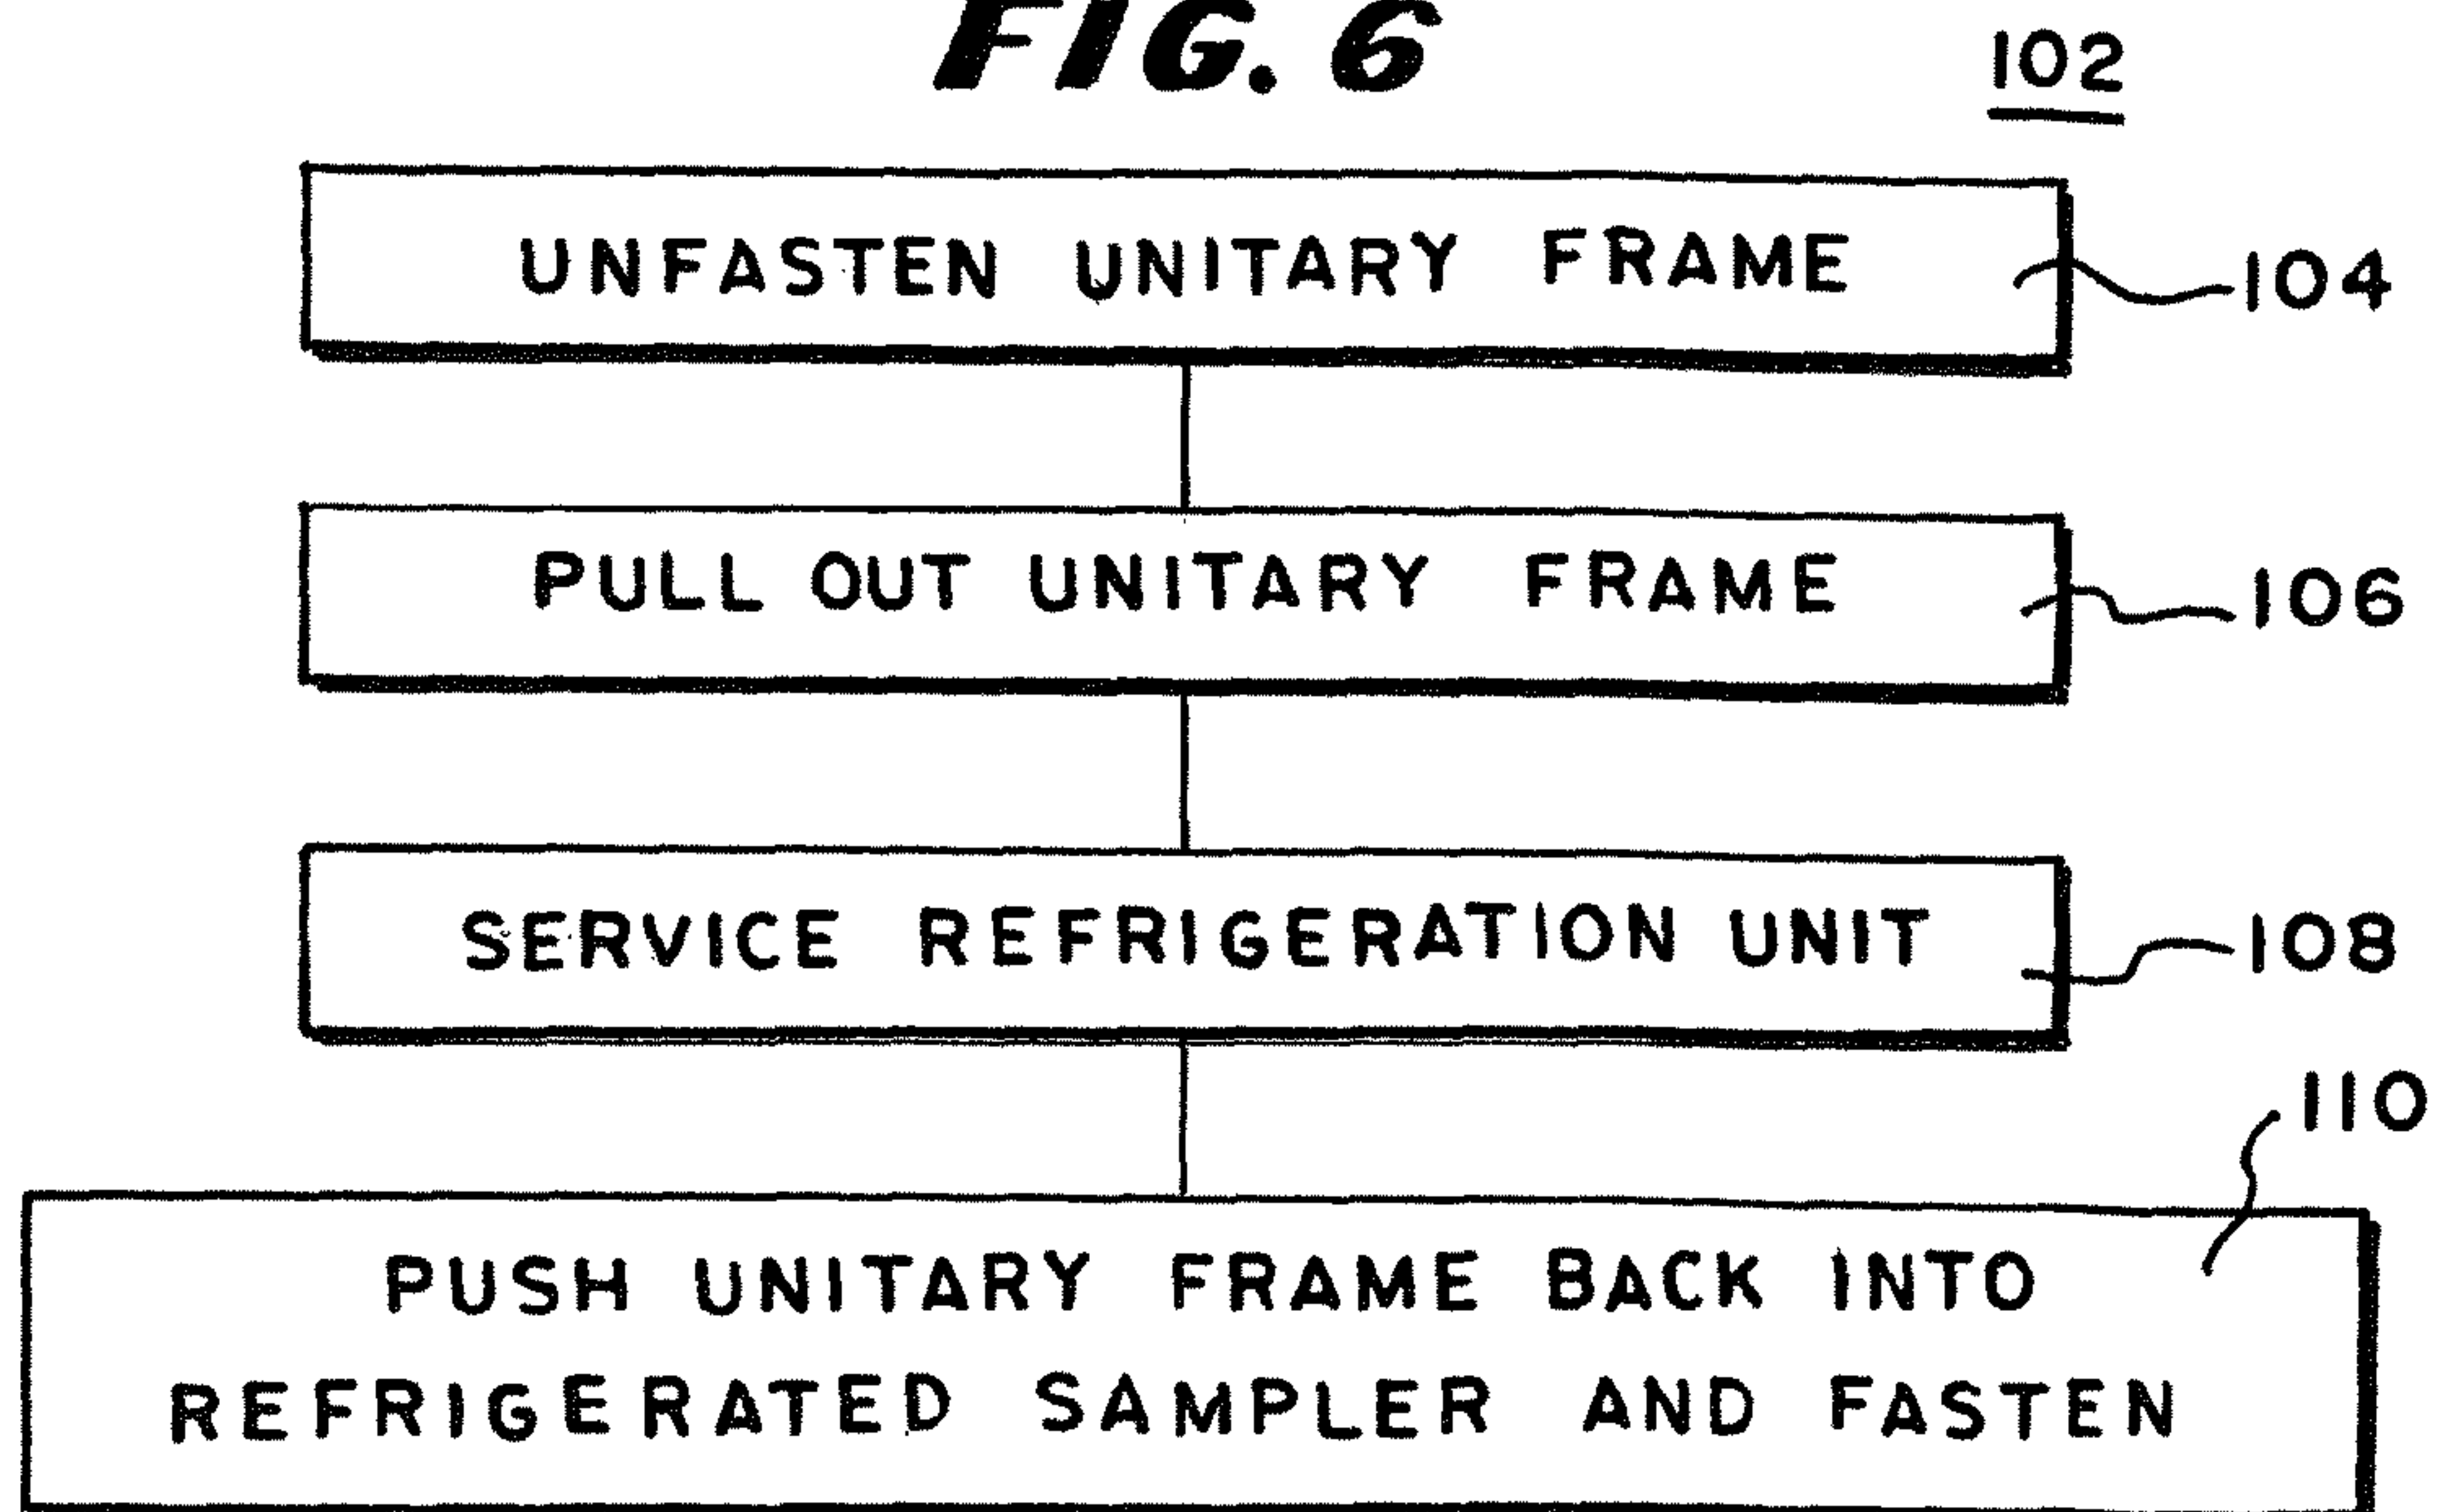 FIG. 6
102
UNFASTEN UNITARY FRAME
104
PULL OUT UNITARY FRAME
106
SERVICE REFRIGERATION UNIT
108
110
PUSH UNITARY FRAME BACK INTO
REFRIGERATED SAMPLER AND FASTEN